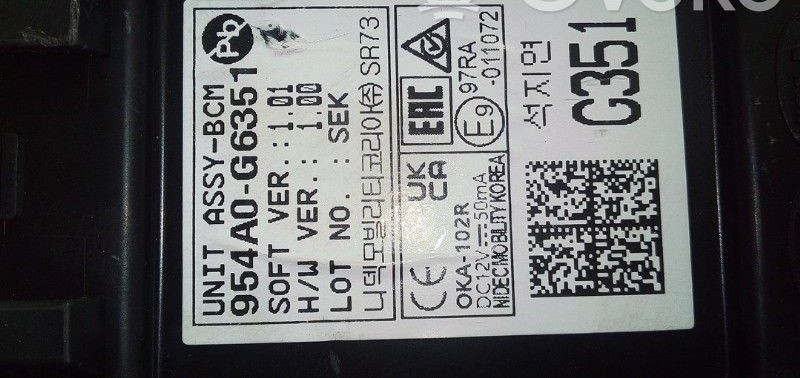 UNIT ASSY-BCM
954A0-G6351
Pb
SOFT VER.: 1.01
H/W VER.: 1.00
LOT NO. : SEK
니덱모빌리티코리아(주) SR73
CE
UK
CA
EAC
E9
97RA
-011072
OKA-102R
DC12V 50mA
NIDEC MOBILITY KOREA
석지연
C351